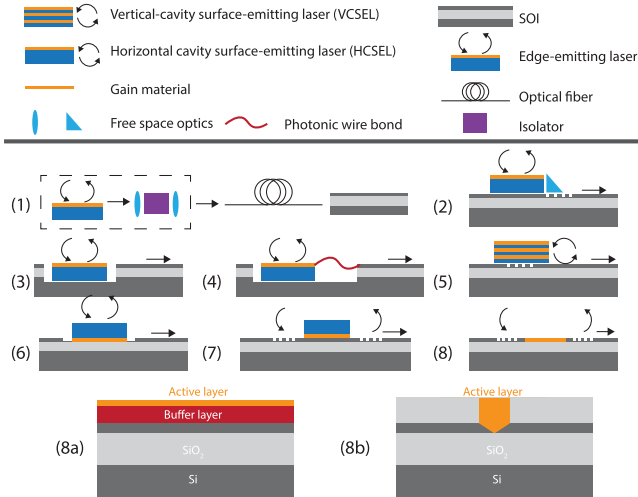 Vertical-cavity surface-emitting laser (VCSEL)
SOI
Horizontal cavity surface-emitting laser (HCSEL)
Edge-emitting laser
Gain material
Optical fiber
Free space optics
Photonic wire bond
Isolator
(1)
(2)
(3)
(4)
(5)
(6)
(7)
(8)
Active layer
Buffer layer
(8a)
SiO2
Si
Active layer
(8b)
SiO2
Si